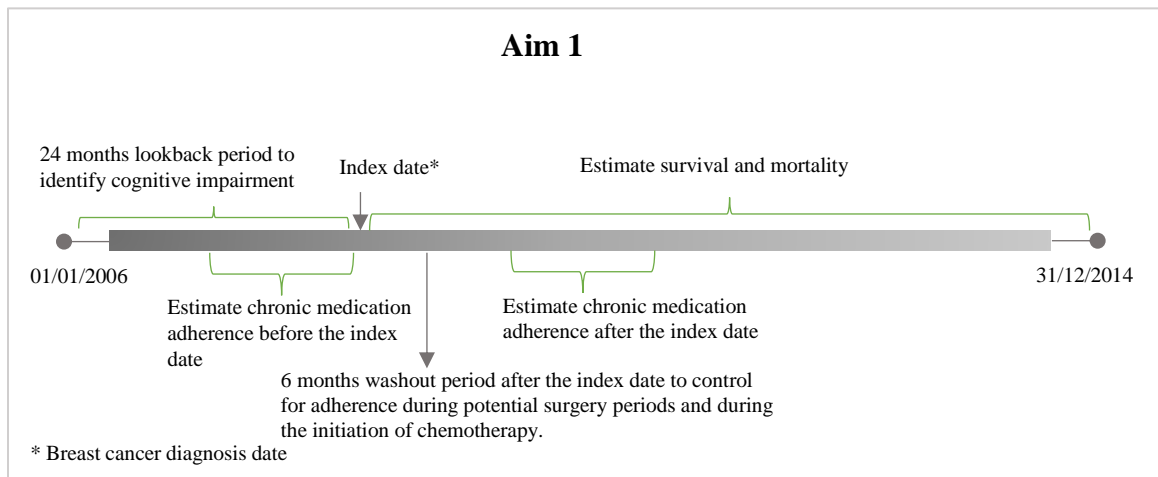 Aim 1
24 months lookback period to
identify cognitive impairment
Index date*
Estimate survival and mortality
01/01/2006
31/12/2014
Estimate chronic medication
adherence before the index
date
Estimate chronic medication
adherence after the index date
6 months washout period after the index date to control
for adherence during potential surgery periods and during
the initiation of chemotherapy.
* Breast cancer diagnosis date